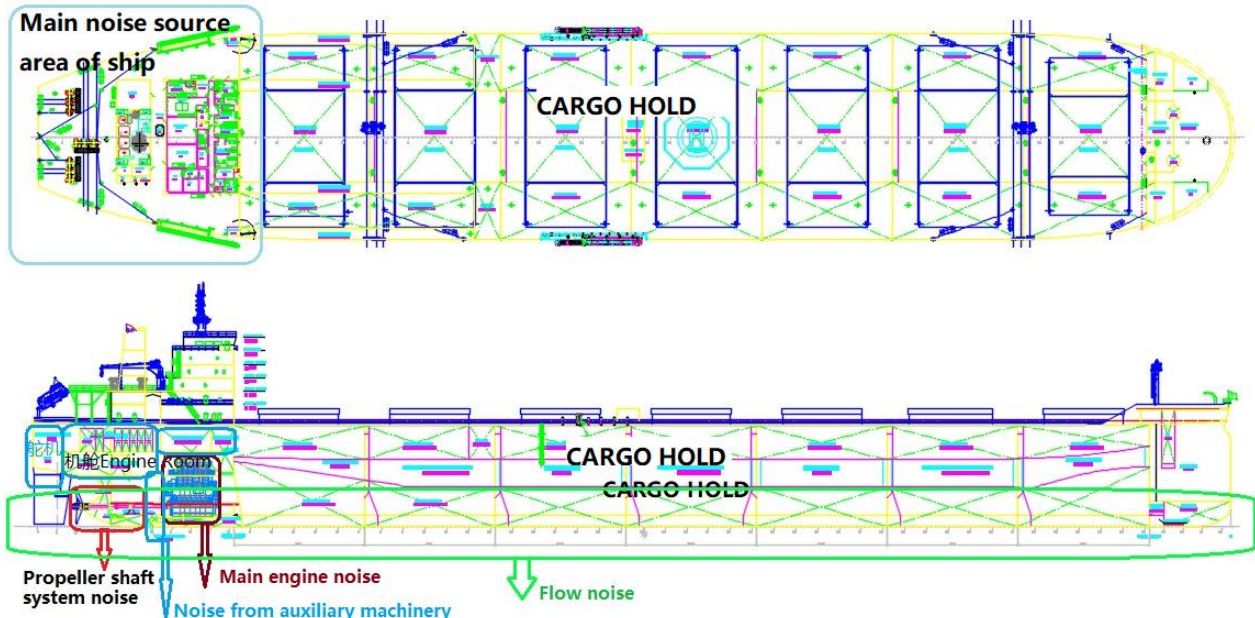 Main noise source
area of ship
CARGO HOLD
舵机
机舱Engine Room
CARGO HOLD
CARGO HOLD
Propeller shaft
system noise
Main engine noise
Noise from auxiliary machinery
Flow noise